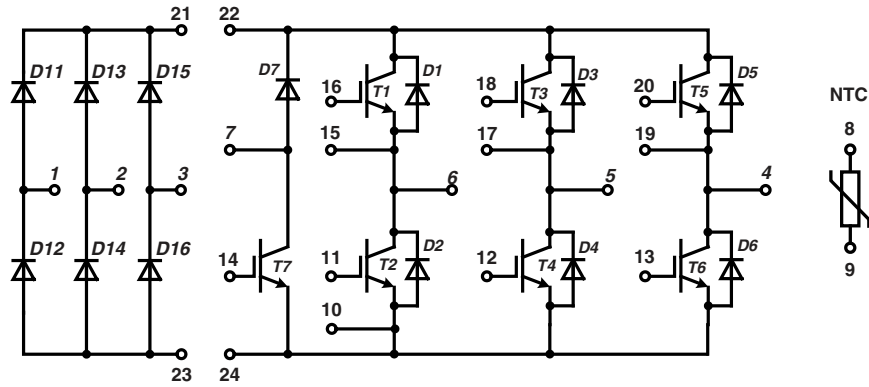 21 22
D11 D13 D15 D7 D1 D3 D5
16 T1 18 T3 20 T5 NTC
7 15 17 19 8
1 2 3 6 5 4
D12 D14 D16 D2 D4 D6
14 T7 11 T2 12 T4 13 T6 9
10
23 24